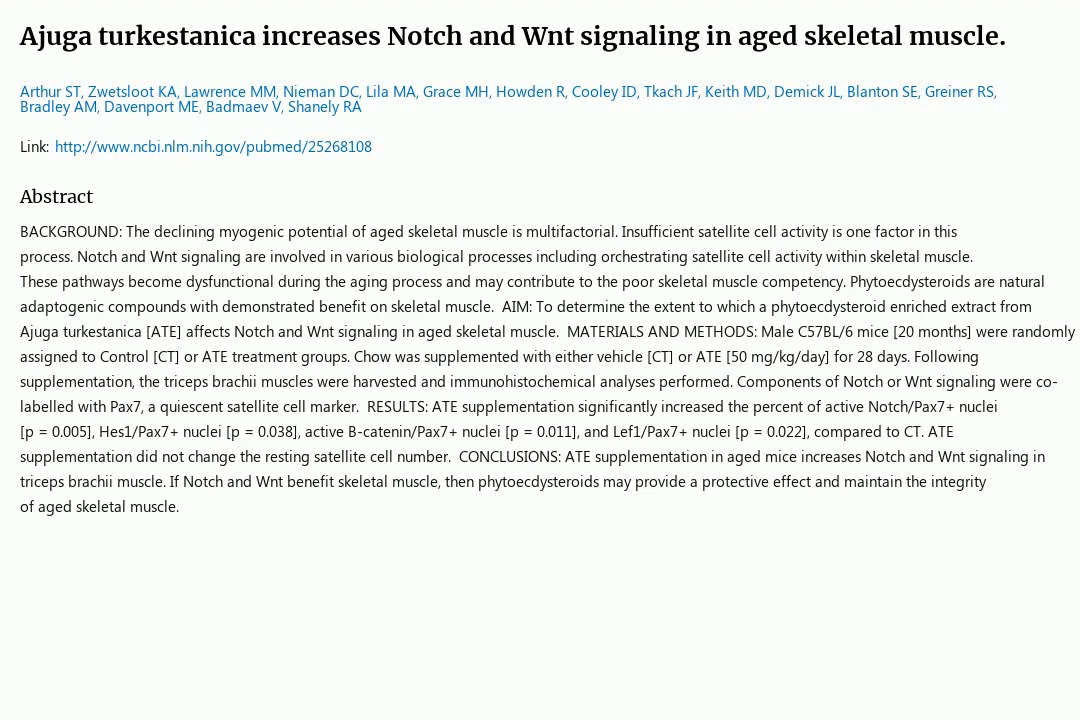 Ajuga turkestanica increases Notch and Wnt signaling in aged skeletal muscle.
Arthur ST, Zwetsloot KA, Lawrence MM, Nieman DC, Lila MA, Grace MH, Howden R, Cooley ID, Tkach JF, Keith MD, Demick JL, Blanton SE, Greiner RS,
Bradley AM, Davenport ME, Badmaev V, Shanely RA
Link: http://www.ncbi.nlm.nih.gov/pubmed/25268108
Abstract
BACKGROUND: The declining myogenic potential of aged skeletal muscle is multifactorial. Insufficient satellite cell activity is one factor in this
process. Notch and Wnt signaling are involved in various biological processes including orchestrating satellite cell activity within skeletal muscle.
These pathways become dysfunctional during the aging process and may contribute to the poor skeletal muscle competency. Phytoecdysteroids are natural
adaptogenic compounds with demonstrated benefit on skeletal muscle.  AIM: To determine the extent to which a phytoecdysteroid enriched extract from
Ajuga turkestanica [ATE] affects Notch and Wnt signaling in aged skeletal muscle.  MATERIALS AND METHODS: Male C57BL/6 mice [20 months] were randomly
assigned to Control [CT] or ATE treatment groups. Chow was supplemented with either vehicle [CT] or ATE [50 mg/kg/day] for 28 days. Following
supplementation, the triceps brachii muscles were harvested and immunohistochemical analyses performed. Components of Notch or Wnt signaling were co-
labelled with Pax7, a quiescent satellite cell marker.  RESULTS: ATE supplementation significantly increased the percent of active Notch/Pax7+ nuclei
[p = 0.005], Hes1/Pax7+ nuclei [p = 0.038], active B-catenin/Pax7+ nuclei [p = 0.011], and Lef1/Pax7+ nuclei [p = 0.022], compared to CT. ATE
supplementation did not change the resting satellite cell number.  CONCLUSIONS: ATE supplementation in aged mice increases Notch and Wnt signaling in
triceps brachii muscle. If Notch and Wnt benefit skeletal muscle, then phytoecdysteroids may provide a protective effect and maintain the integrity
of aged skeletal muscle.